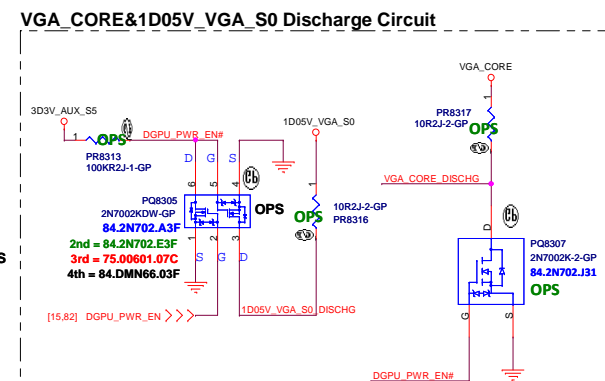 VGA_CORE&1D05V_VGA_S0 Discharge Circuit
VGA_CORE
3D3V_AUX_S5
1
OPS
DGPU_PWR_EN#
PR8313
100KR2J-1-GP
1D05V_VGA_S0
1
PR8317
10R2J-2-GP
OPS
VGA_CORE_DISCHG
D G S
6 5 4
PQ8305
2N7002KDW-GP
84.2N702.A3F
2nd = 84.2N702.E3F
3rd = 75.00601.07C
4th = 84.DMN66.03F
OPS
1 2 3
S G D
1
10R2J-2-GP
OPS
PR8316
D
PQ8307
2N7002K-2-GP
84.2N702.J31
OPS
G
S
s
[15,82] DGPU_PWR_EN
1D05V_VGA_S0_DISCHG
DGPU_PWR_EN#